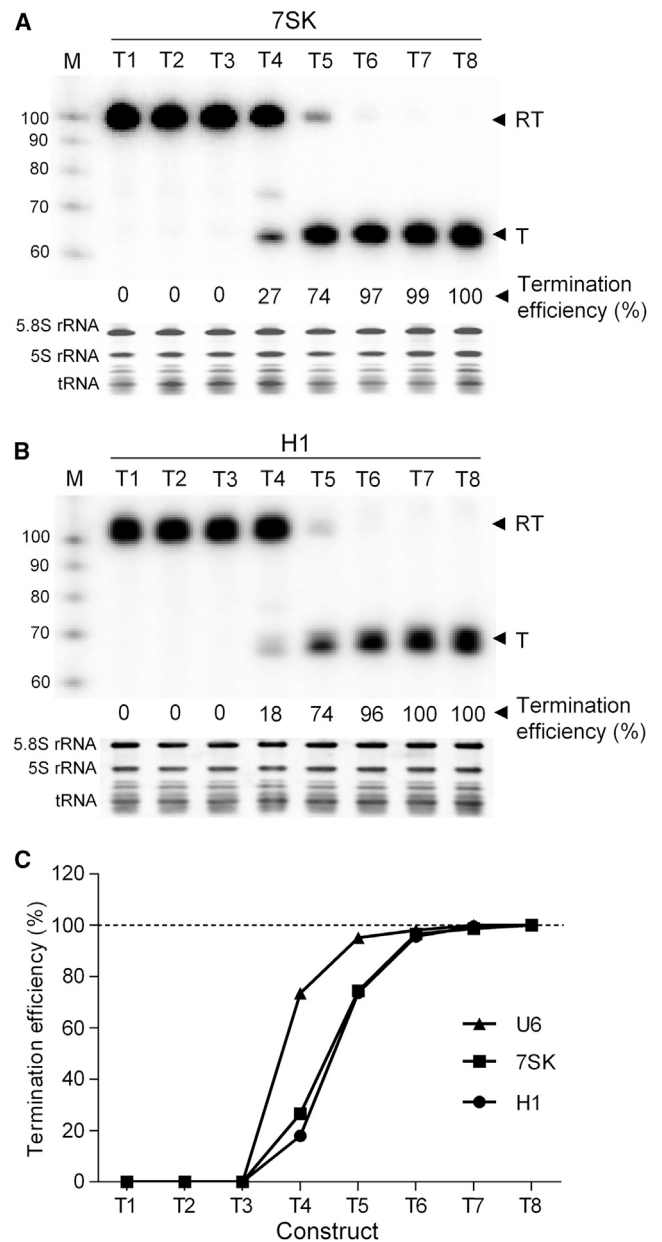 A
7SK
M T1 T2 T3 T4 T5 T6 T7 T8
100
90
80
70
60
RT
T
0 0 0 27 74 97 99 100
Termination
efficiency (%)
5.8S rRNA
5S rRNA
tRNA
B
H1
M T1 T2 T3 T4 T5 T6 T7 T8
100
90
80
70
60
RT
T
0 0 0 18 74 96 100 100
Termination
efficiency (%)
5.8S rRNA
5S rRNA
tRNA
C
Termination efficiency (%)
120
100
80
60
40
20
0
U6
7SK
H1
T1 T2 T3 T4 T5 T6 T7 T8
Construct